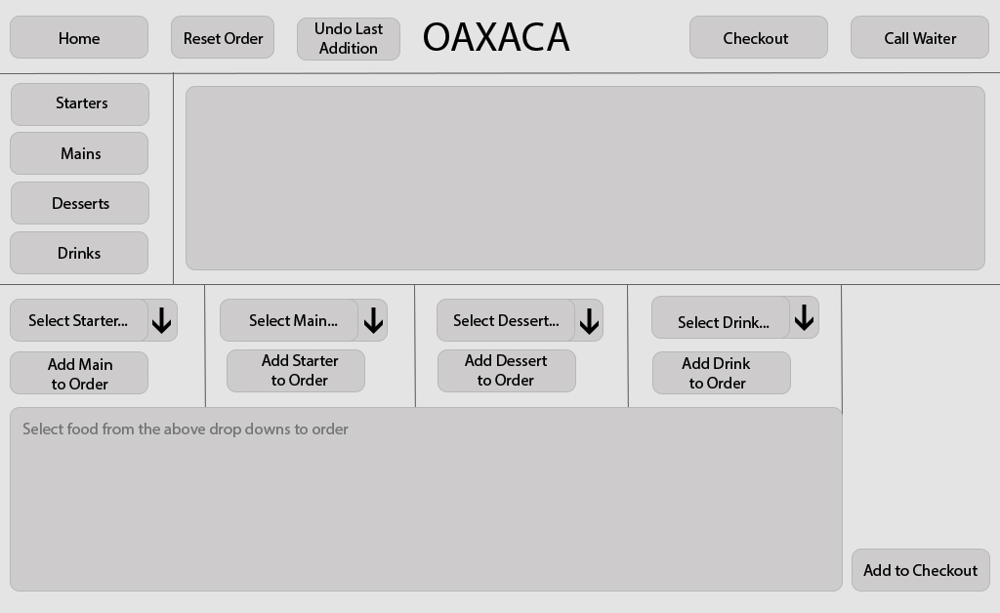 Home
Reset Order
Undo Last
Addition
OAXACA
Checkout
Call Waiter
Starters
Mains
Desserts
Drinks
Select Starter...
Select Main...
Select Dessert...
Select Drink...
Add Main
to Order
Add Starter
to Order
Add Dessert
to Order
Add Drink
to Order
Select food from the above drop downs to order
Add to Checkout